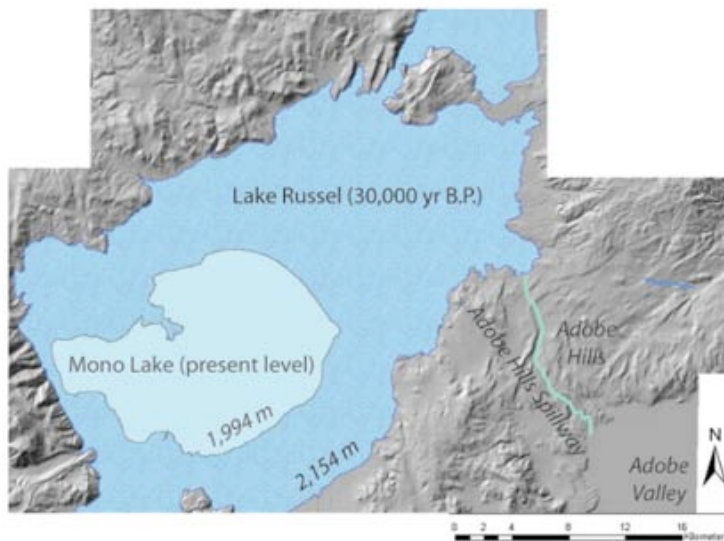 Lake Russel (30,000 yr B.P.)
Mono Lake (present level)
1,994 m
2,154 m
Adobe Hills Spillway
Adobe
Hills
Adobe
Valley
N
0 2 4 8 12 16
Kilometers